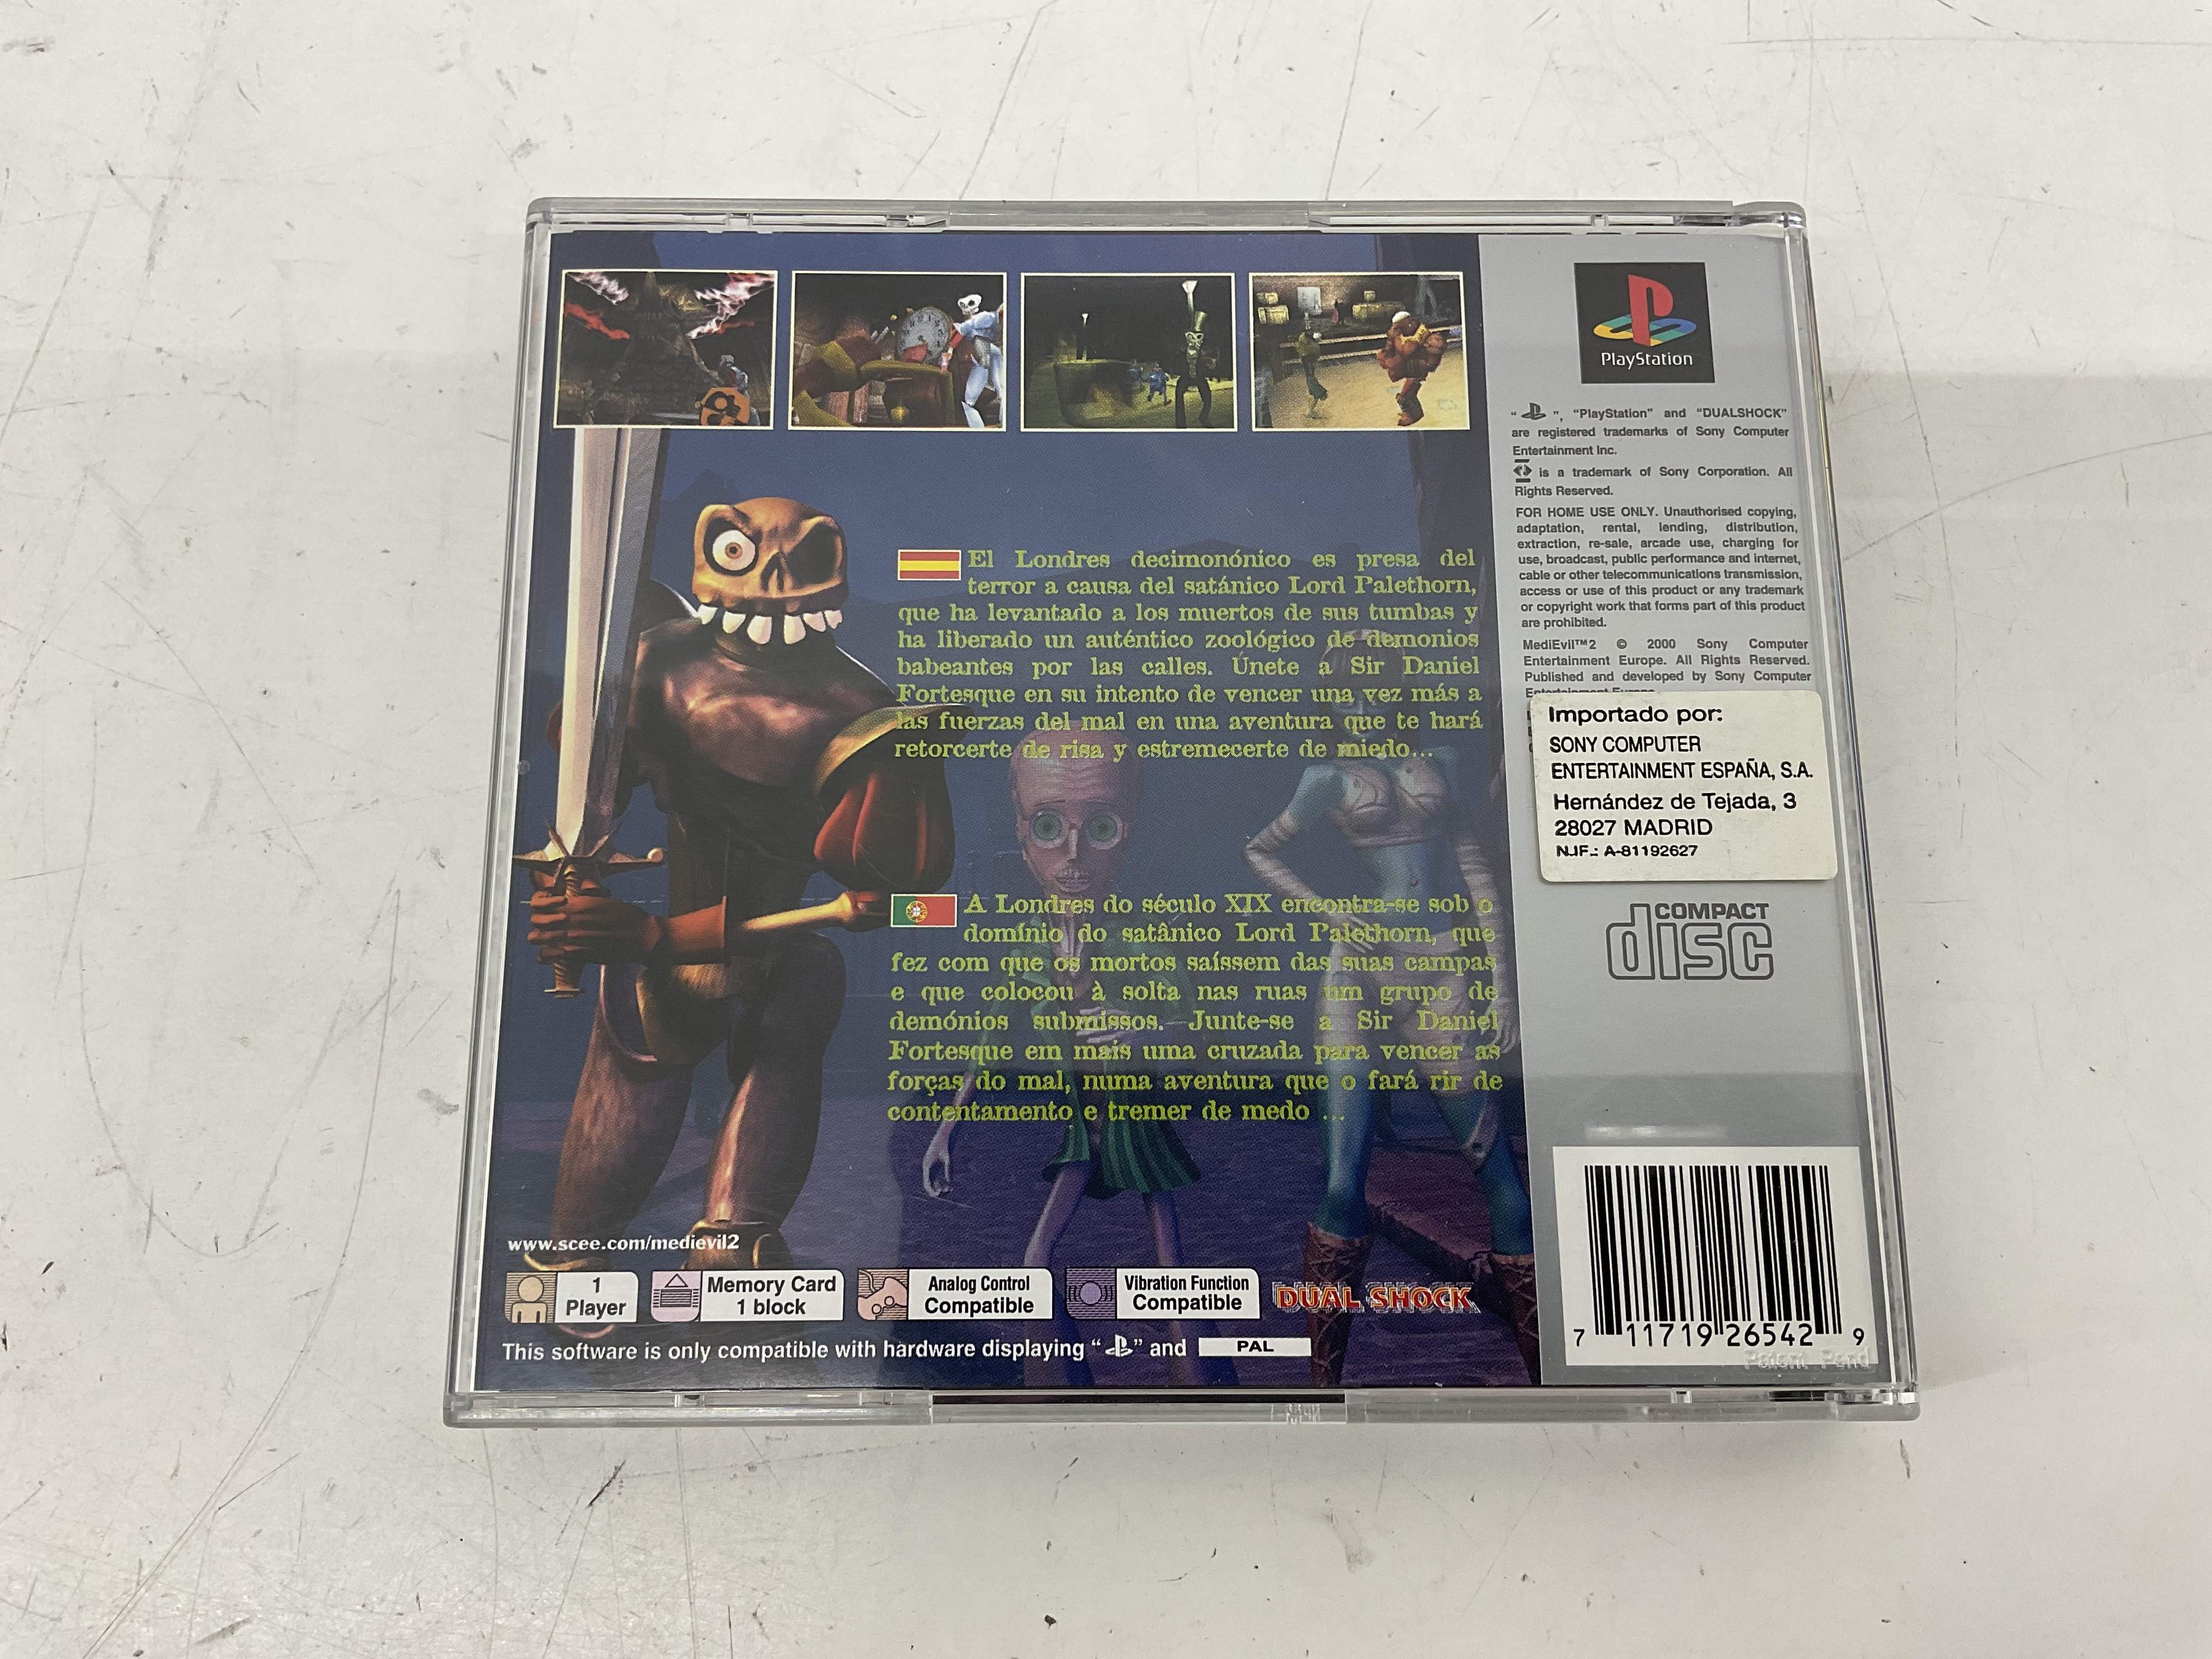 El Londres decimonónico es presa del
terror a causa del satánico Lord Palethorn,
que ha levantado a los muertos de sus tumbas y
ha liberado un auténtico zoológico de demonios
babeantes por las calles. Únete a Sir Daniel
Fortesque en su intento de vencer una vez más a
las fuerzas del mal en una aventura que te hará
retorcerte de risa y estremecerte de miedo...
A Londres do século XIX encontra-se sob o
domínio do satânico Lord Palethorn, que
fez com que os mortos saíssem das suas campas
e que colocou à solta nas ruas um grupo de
demónios submissos. Junte-se a Sir Daniel
Fortesque em mais uma cruzada para vencer as
forças do mal, numa aventura que o fará rir de
contentamento e tremer de medo ...
www.scee.com/medievil2
1
Player
Memory Card
1 block
Analog Control
Compatible
Vibration Function
Compatible
DUAL SHOCK
This software is only compatible with hardware displaying “ ” and PAL
PlayStation
“ ”, “PlayStation” and “DUALSHOCK”
are registered trademarks of Sony Computer
Entertainment Inc.
is a trademark of Sony Corporation. All
Rights Reserved.
FOR HOME USE ONLY. Unauthorised copying,
adaptation, rental, lending, distribution,
extraction, re-sale, arcade use, charging for
use, broadcast, public performance and internet,
cable or other telecommunications transmission,
access or use of this product or any trademark
or copyright work that forms part of this product
are prohibited.
MediEvil™2 © 2000 Sony Computer
Entertainment Europe. All Rights Reserved.
Published and developed by Sony Computer
Entertainment Europe.
Importado por:
SONY COMPUTER
ENTERTAINMENT ESPAÑA, S.A.
Hernández de Tejada, 3
28027 MADRID
N.I.F.: A-81192627
COMPACT
disc
7 11719 26542 9
Patent Pend